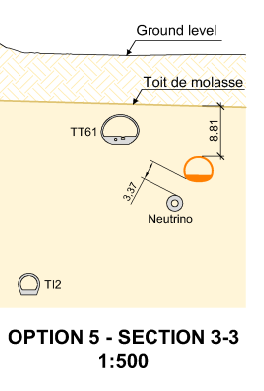 Ground level
Toit de molasse
TT61
8.81
3.37
Neutrino
TI2
OPTION 5 - SECTION 3-3
1:500